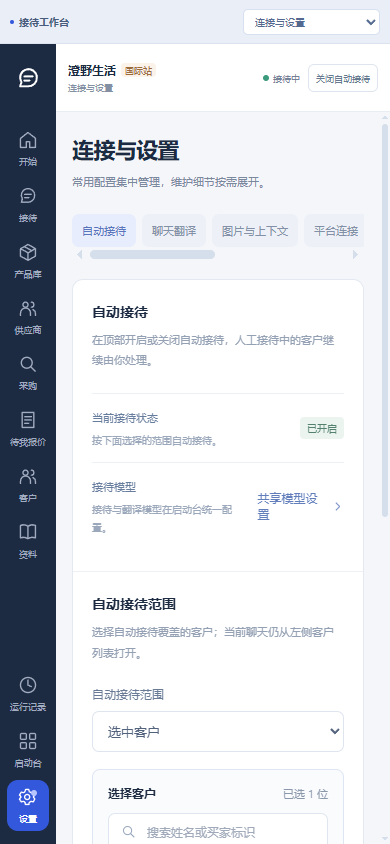 接待工作台
连接与设置
澄野生活 国际站
连接与设置
接待中
关闭自动接待
开始
接待
产品库
供应商
采购
待我报价
客户
资料
运行记录
启动台
设置
连接与设置
常用配置集中管理，维护细节按需展开。
自动接待
聊天翻译
图片与上下文
平台连接
自动接待
在顶部开启或关闭自动接待，人工接待中的客户继
续由你处理。
当前接待状态
按下面选择的范围自动接待。
已开启
接待模型
接待与翻译模型在启动台统一配
置。
共享模型设
置
自动接待范围
选择自动接待覆盖的客户；当前聊天仍从左侧客户
列表打开。
自动接待范围
选中客户
选择客户
已选 1 位
搜索姓名或买家标识